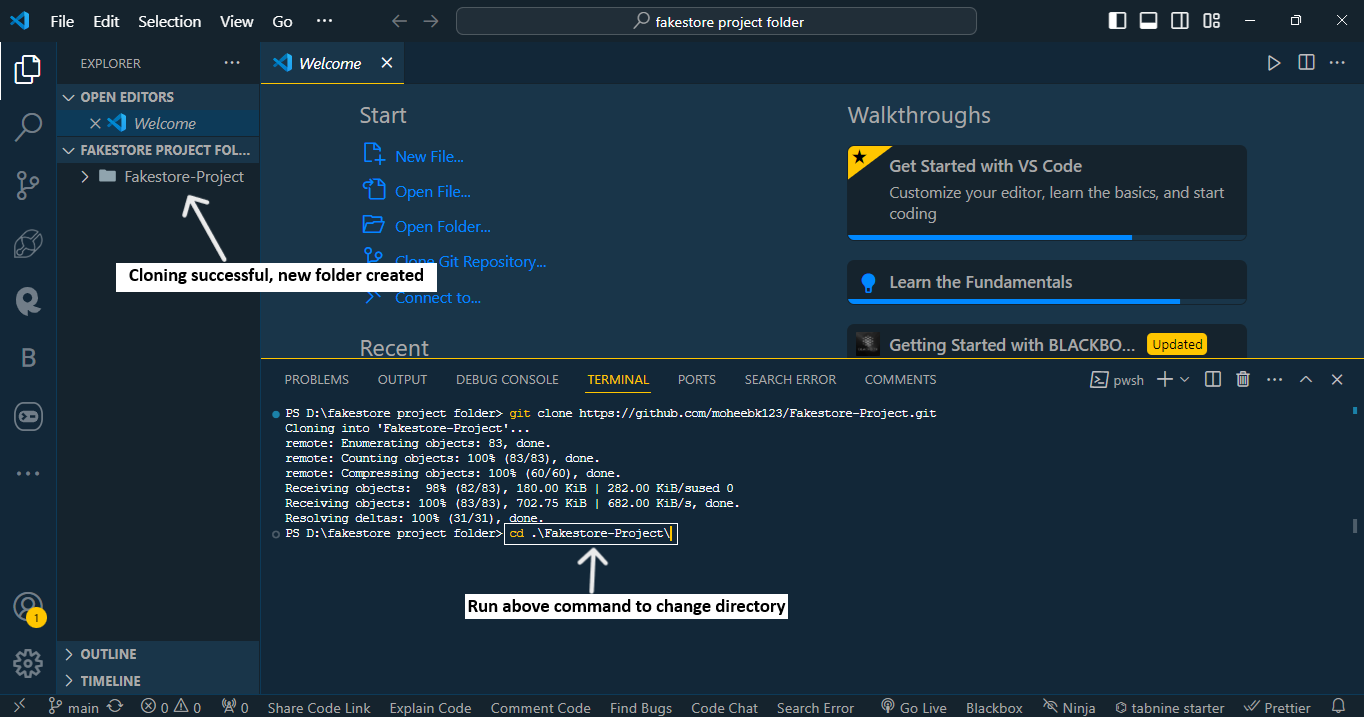 File Edit Selection View Go ...
fakestore project folder
EXPLORER ...
Welcome
OPEN EDITORS
Welcome
FAKESTORE PROJECT FOL...
Fakestore-Project
Cloning successful, new folder created
Start
New File...
Open File...
Open Folder...
Clone Git Repository...
Connect to...
Recent
Walkthroughs
Get Started with VS Code
Customize your editor, learn the basics, and start
coding
Learn the Fundamentals
Getting Started with BLACKBO... Updated
PROBLEMS OUTPUT DEBUG CONSOLE TERMINAL PORTS SEARCH ERROR COMMENTS pwsh
PS D:\fakestore project folder> git clone https://github.com/moheebk123/Fakestore-Project.git
Cloning into 'Fakestore-Project'...
remote: Enumerating objects: 83, done.
remote: Counting objects: 100% (83/83), done.
remote: Compressing objects: 100% (60/60), done.
Receiving objects:  98% (82/83), 180.00 KiB | 282.00 KiB/sused 0
Receiving objects: 100% (83/83), 702.75 KiB | 682.00 KiB/s, done.
Resolving deltas: 100% (31/31), done.
PS D:\fakestore project folder> cd .\Fakestore-Project\
Run above command to change directory
B
1
OUTLINE
TIMELINE
main 0 0 0 Share Code Link Explain Code Comment Code Find Bugs Code Chat Search Error Go Live Blackbox Ninja tabnine starter Prettier